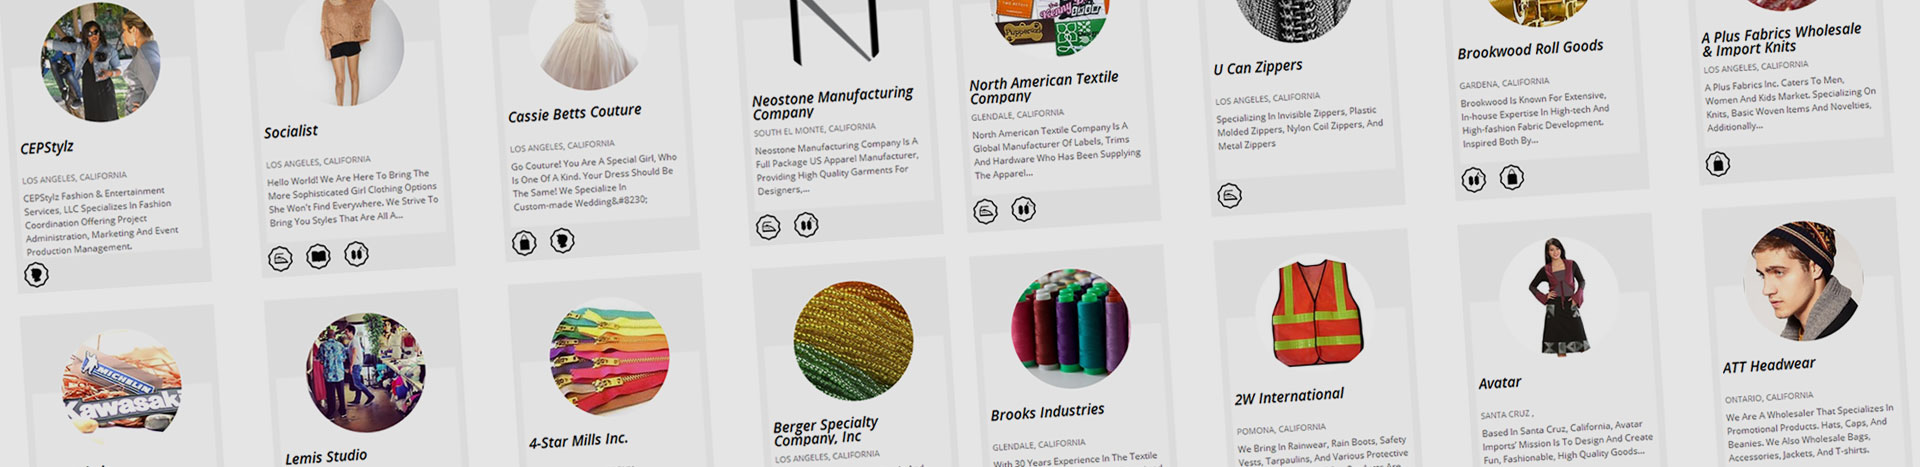 CEPStylz
LOS ANGELES, CALIFORNIA
CEPStylz Fashion & Entertainment
Services, LLC Specializes In Fashion
Coordination Offering Project
Administration, Marketing And Event
Production Management.
Socialist
LOS ANGELES, CALIFORNIA
Hello World! We Are Here To Bring The
More Sophisticated Girl Clothing Options
She Won't Find Everywhere. We Strive To
Bring You Styles That Are All A...
Cassie Betts Couture
LOS ANGELES, CALIFORNIA
Go Couture! You Are A Special Girl, Who
Is One Of A Kind. Your Dress Should Be
The Same! We Specialize In
Custom-made Wedding&#8230;
N
Neostone Manufacturing
Company
SOUTH EL MONTE, CALIFORNIA
Neostone Manufacturing Company Is A
Full Package US Apparel Manufacturer,
Providing High Quality Garments For
Designers,...
North American Textile
Company
GLENDALE, CALIFORNIA
North American Textile Company Is A
Global Manufacturer Of Labels, Trims
And Hardware Who Has Been Supplying
The Apparel...
U Can Zippers
LOS ANGELES, CALIFORNIA
Specializing In Invisible Zippers, Plastic
Molded Zippers, Nylon Coil Zippers, And
Metal Zippers
Brookwood Roll Goods
GARDENA, CALIFORNIA
Brookwood Is Known For Extensive,
In-house Expertise In High-tech And
High-fashion Fabric Development.
Inspired Both By...
A Plus Fabrics Wholesale
& Import Knits
LOS ANGELES, CALIFORNIA
A Plus Fabrics Inc. Caters To Men,
Women And Kids Market. Specializing On
Knits, Basic Woven Items And Novelties,
Additionally...
MICHELIN
Kawasaki
Lemis Studio
4-Star Mills Inc.
Berger Specialty
Company, Inc
LOS ANGELES, CALIFORNIA
Brooks Industries
GLENDALE, CALIFORNIA
With 30 Years Experience In The Textile
2W International
POMONA, CALIFORNIA
We Bring In Rainwear, Rain Boots, Safety
Vests, Tarpaulins, And Various Protective
Avatar
SANTA CRUZ ,
Based In Santa Cruz, California, Avatar
Imports' Mission Is To Design And Create
Fun, Fashionable, High Quality Goods...
ATT Headwear
ONTARIO, CALIFORNIA
We Are A Wholesaler That Specializes In
Promotional Products. Hats, Caps, And
Beanies. We Also Wholesale Bags,
Accessories, Jackets, And T-shirts.